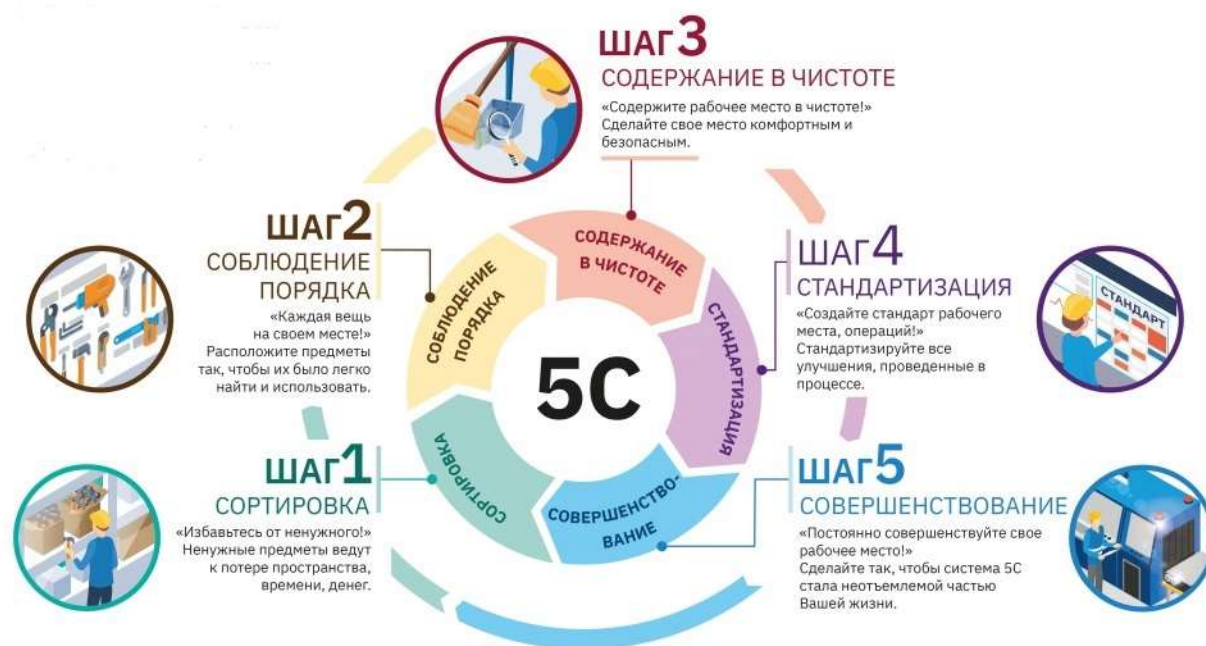 ШАГ3
СОДЕРЖАНИЕ В ЧИСТОТЕ
«Содержите рабочее место в чистоте!»
Сделайте свое место комфортным и
безопасным.
ШАГ2
СОБЛЮДЕНИЕ
ПОРЯДКА
«Каждая вещь
на своем месте!»
Расположите предметы
так, чтобы их было легко
найти и использовать.
ШАГ4
СТАНДАРТИЗАЦИЯ
«Создайте стандарт рабочего
места, операций!»
Стандартизируйте все
улучшения, проведенные в
процессе.
СТАНДАРТ
СОДЕРЖАНИЕ
В ЧИСТОТЕ
СОБЛЮДЕНИЕ
ПОРЯДКА
СТАНДАРТИЗАЦИЯ
5С
СОРТИРОВКА
СОВЕРШЕНСТВО-
ВАНИЕ
ШАГ1
СОРТИРОВКА
«Избавьтесь от ненужного!»
Ненужные предметы ведут
к потере пространства,
времени, денег.
ШАГ5
СОВЕРШЕНСТВОВАНИЕ
«Постоянно совершенствуйте свое
рабочее место!»
Сделайте так, чтобы система 5С
стала неотъемлемой частью
Вашей жизни.